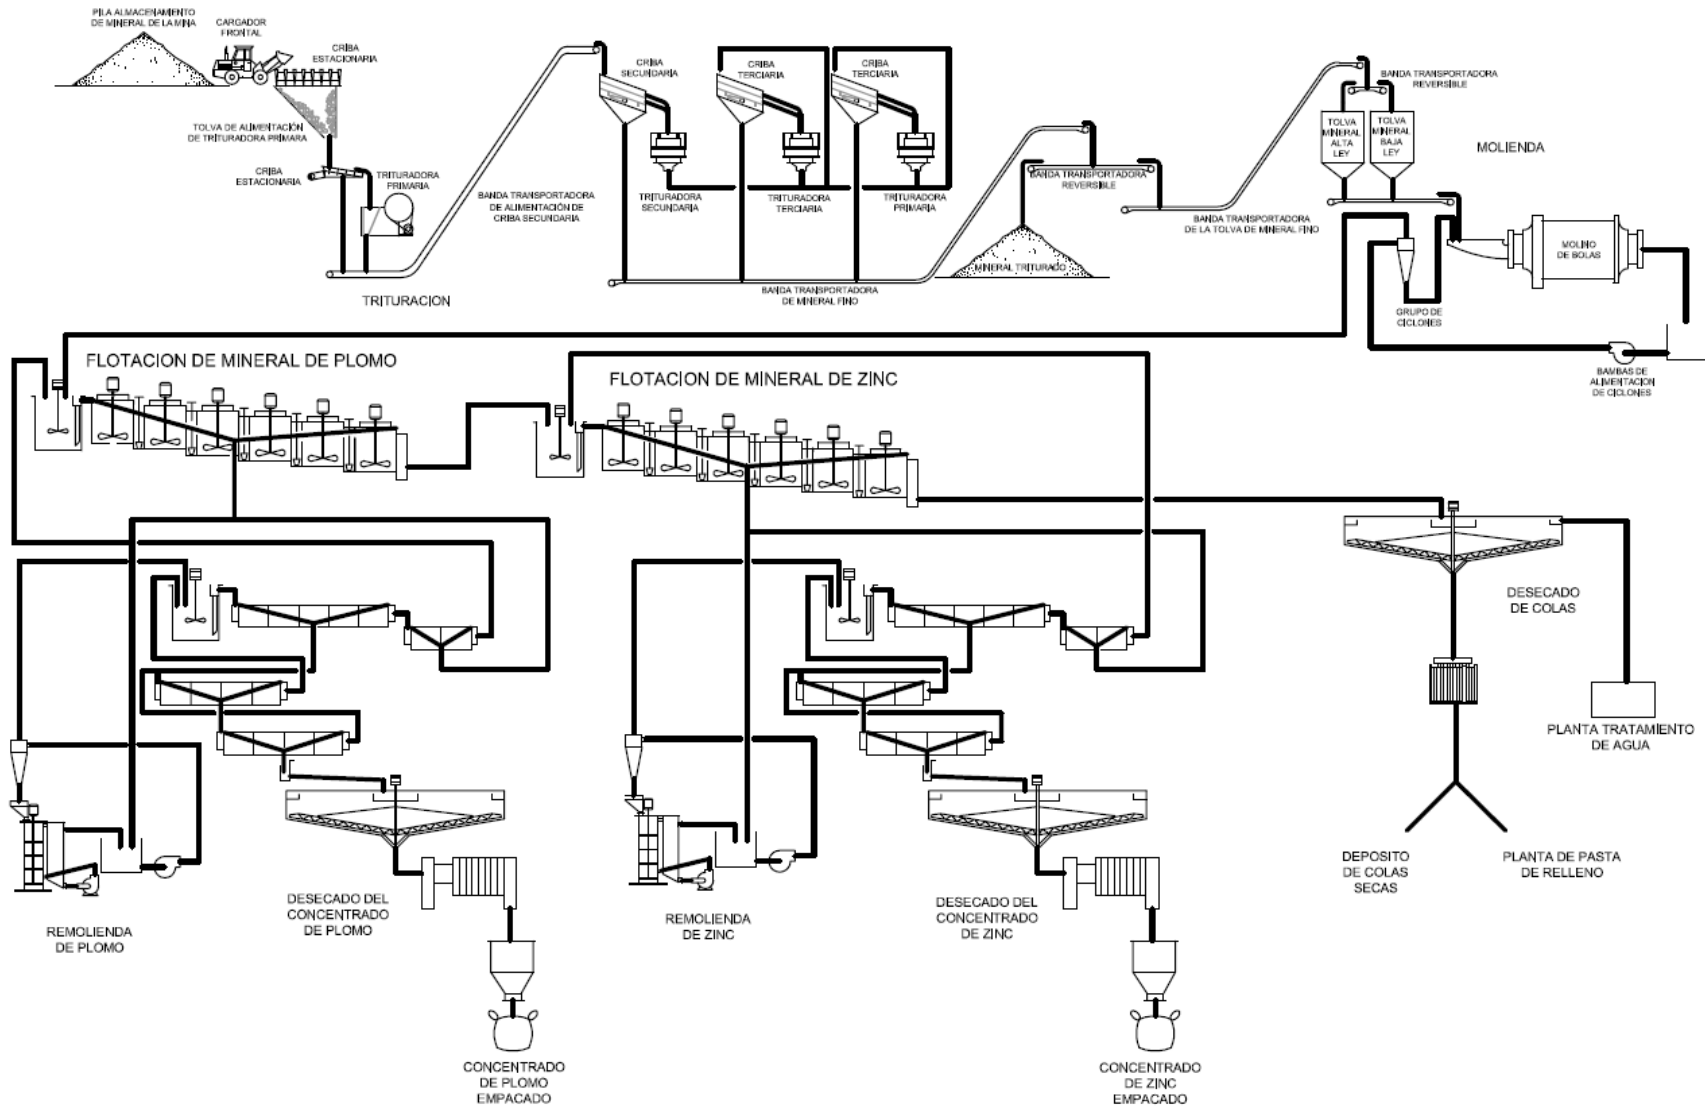 PILA ALMACENAMIENTO
DE MINERAL DE LA MINA
CARGADOR
FRONTAL
CRIBA
ESTACIONARIA
TOLVA DE ALIMENTACIÓN
DE TRITURADORA PRIMARA
CRIBA
ESTACIONARIA
TRITURADORA
PRIMARIA
BANDA TRANSPORTADORA
DE ALIMENTACIÓN DE
CRIBA SECUNDARIA
TRITURACION
CRIBA
SECUNDARIA
CRIBA
TERCIARIA
CRIBA
TERCIARIA
TRITURADORA
SECUNDARIA
TRITURADORA
TERCIARIA
TRITURADORA
PRIMARIA
BANDA TRANSPORTADORA
DE MINERAL FINO
BANDA TRANSPORTADORA
REVERSIBLE
MINERAL TRITURADO
BANDA TRANSPORTADORA
DE LA TOLVA DE MINERAL FINO
BANDA TRANSPORTADORA
REVERSIBLE
TOLVA
MINERAL
ALTA
LEY
TOLVA
MINERAL
BAJA
LEY
MOLIENDA
MOLINO
DE BOLAS
GRUPO DE
CICLONES
BAMBAS DE
ALIMENTACION
DE CICLONES
FLOTACION DE MINERAL DE PLOMO
FLOTACION DE MINERAL DE ZINC
DESECADO
DE COLAS
PLANTA TRATAMIENTO
DE AGUA
DEPOSITO
DE COLAS
SECAS
PLANTA DE PASTA
DE RELLENO
REMOLIENDA
DE PLOMO
DESECADO DEL
CONCENTRADO
DE PLOMO
REMOLIENDA
DE ZINC
DESECADO DEL
CONCENTRADO
DE ZINC
CONCENTRADO
DE PLOMO
EMPACADO
CONCENTRADO
DE ZINC
EMPACADO